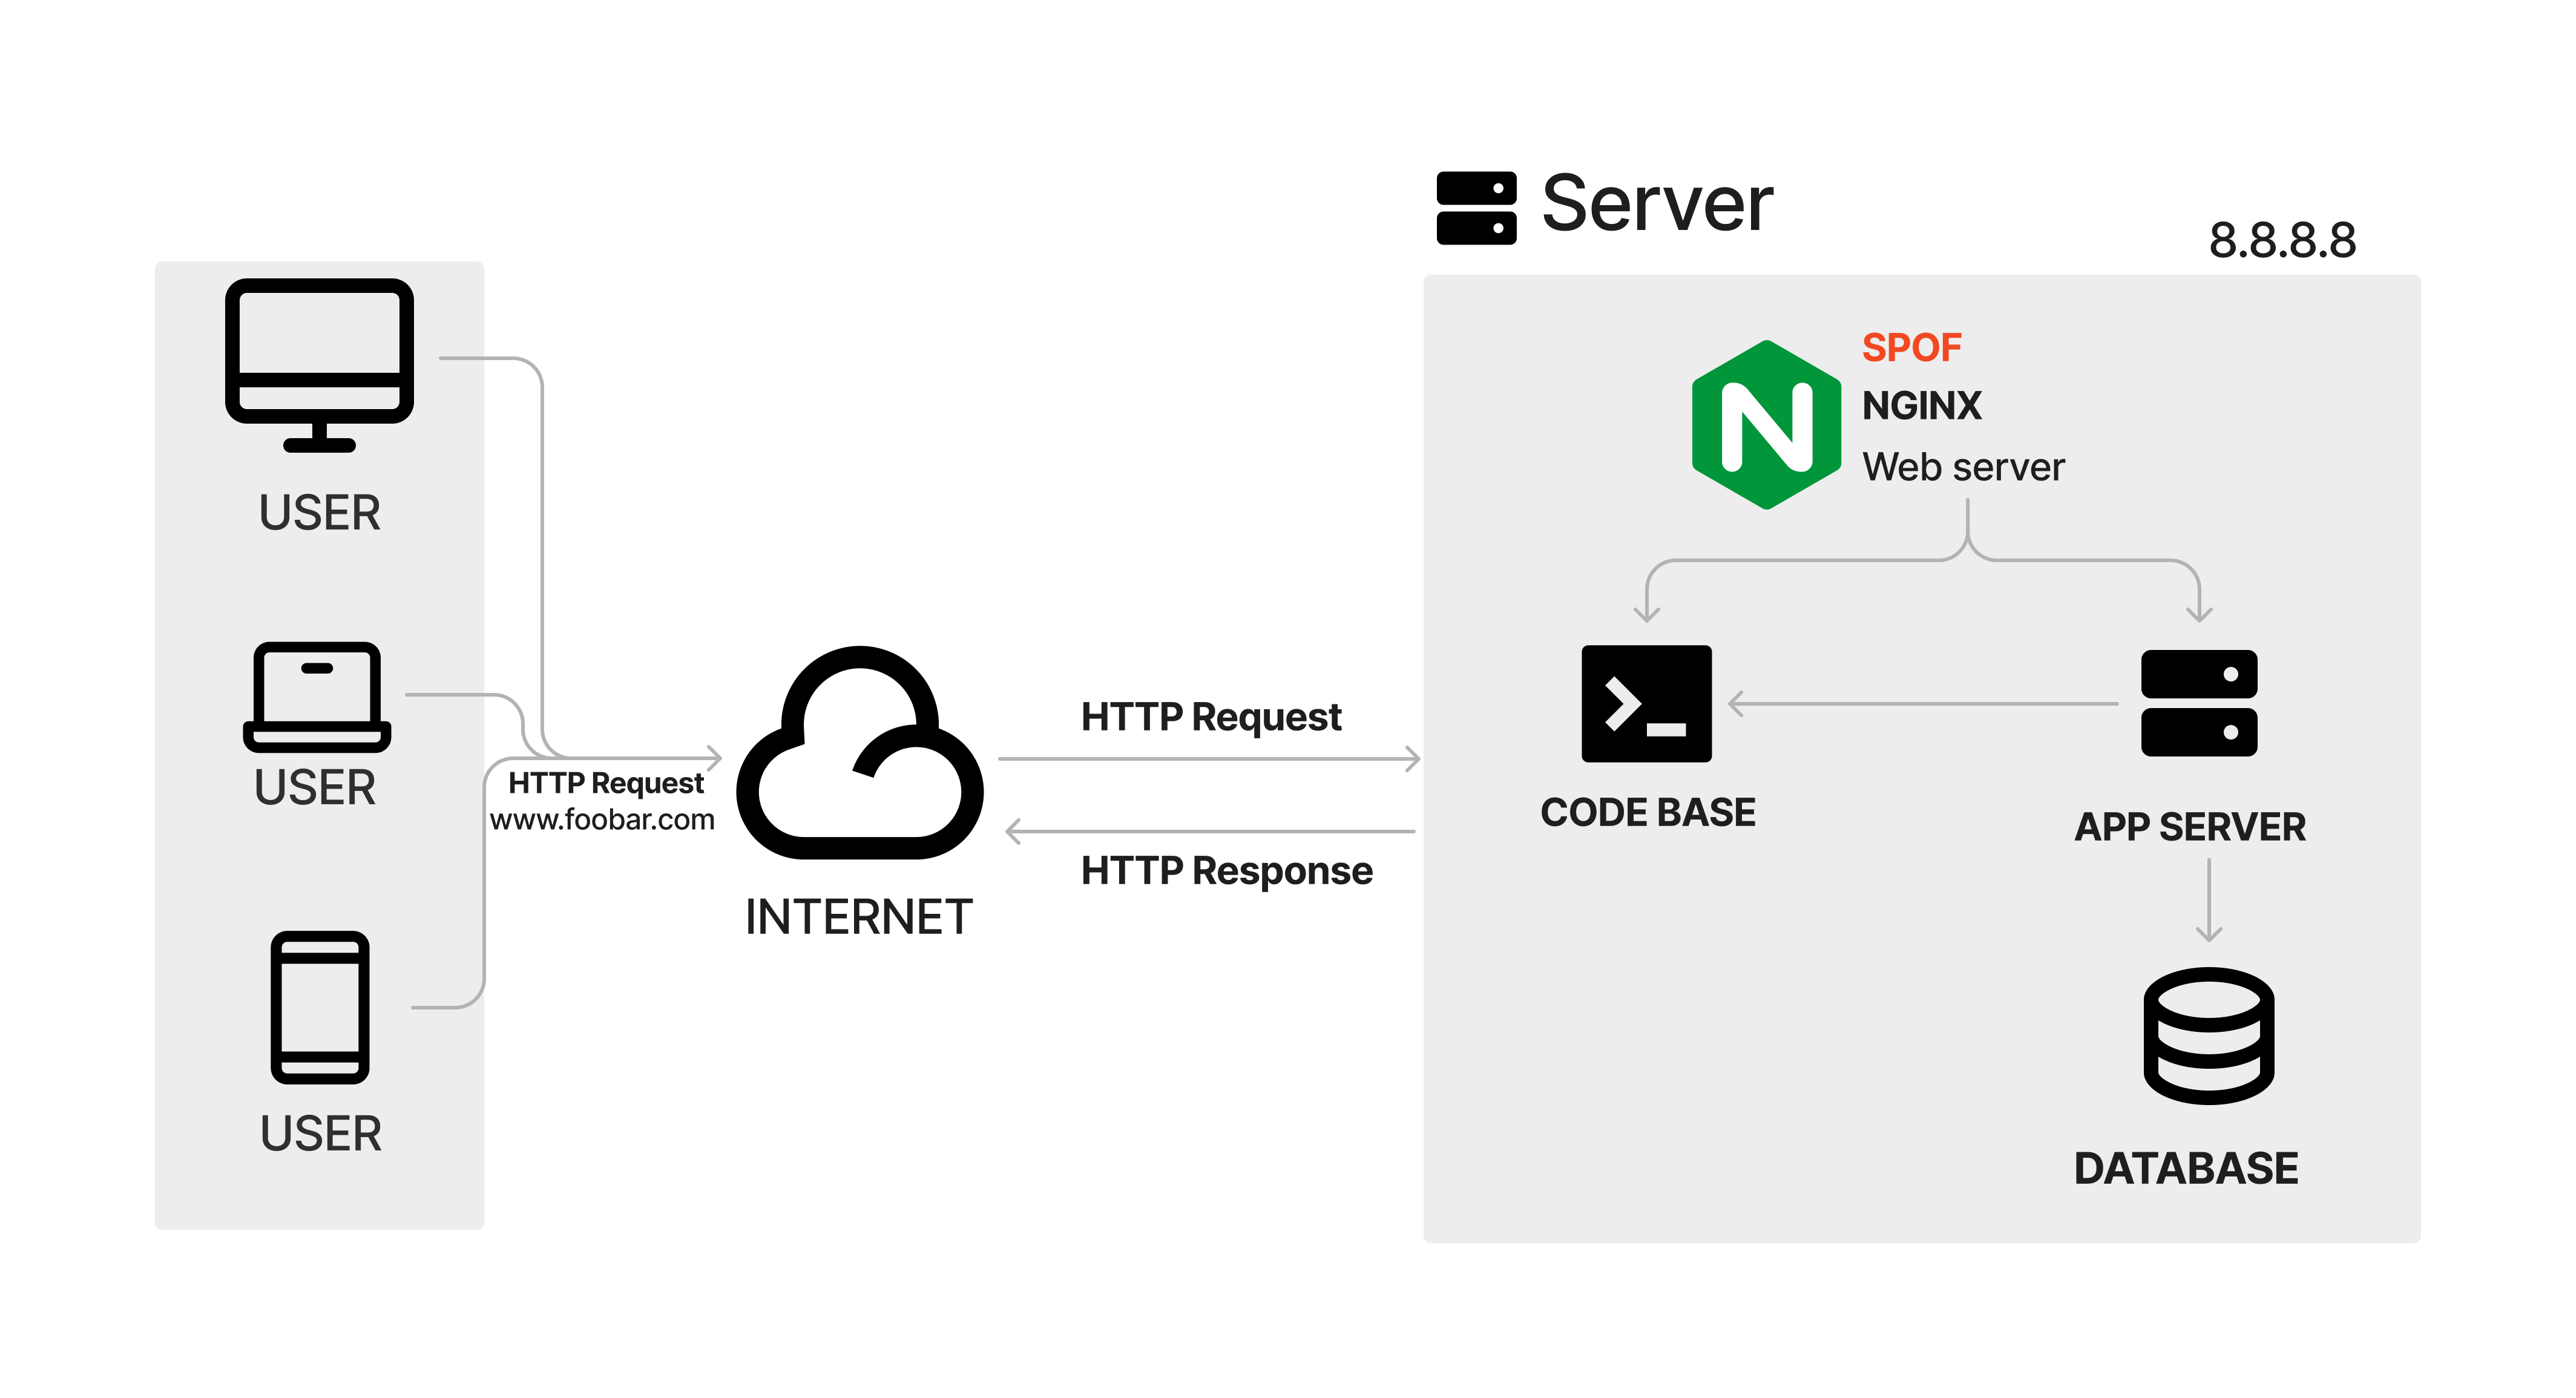 Server
8.8.8.8
SPOF
NGINX
Web server
USER
USER
USER
HTTP Request
www.foobar.com
INTERNET
HTTP Request
HTTP Response
CODE BASE
APP SERVER
DATABASE